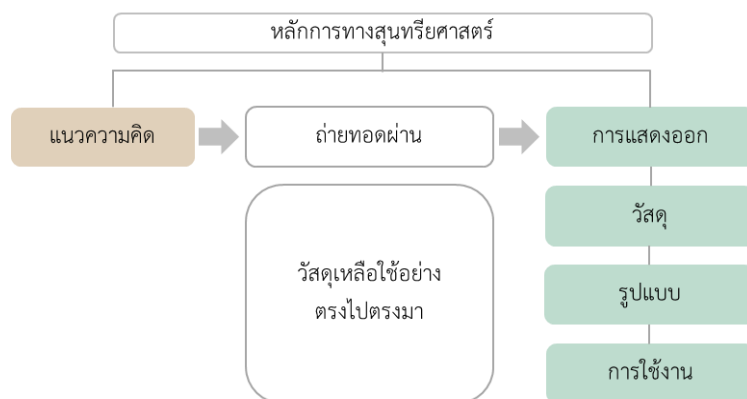 หลักการทางสุนทรียศาสตร์
แนวความคิด
ถ่ายทอดผ่าน
การแสดงออก
วัสดุเหลือใช้อย่าง
ตรงไปตรงมา
วัสดุ
รูปแบบ
การใช้งาน